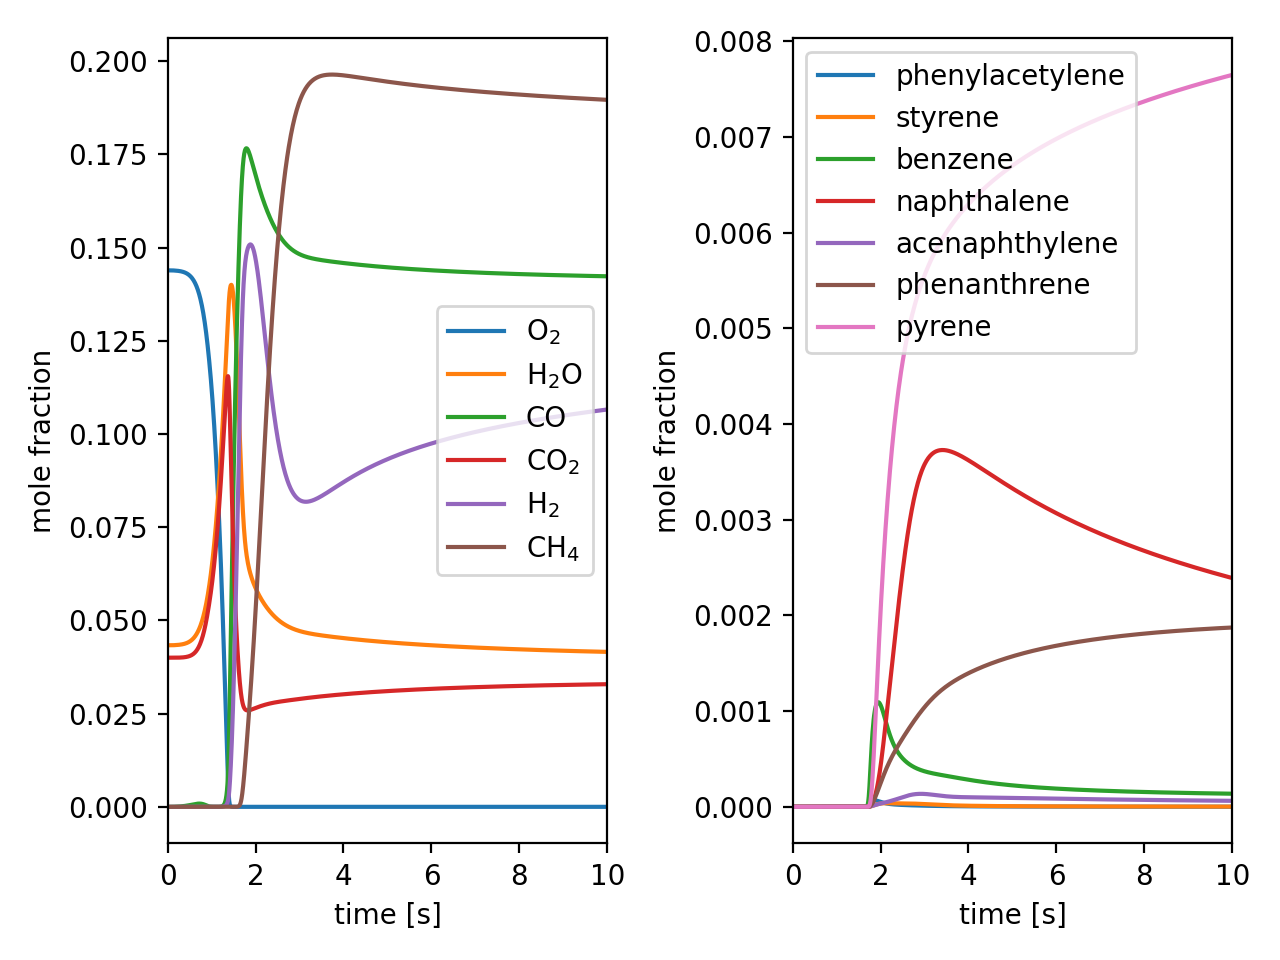 0.200
0.175
0.150
0.125
0.100
0.075
0.050
0.025
0.000
mole fraction
0
2
4
6
8
10
time [s]
O₂
H₂O
CO
CO₂
H₂
CH₄
0.008
0.007
0.006
0.005
0.004
0.003
0.002
0.001
0.000
mole fraction
0
2
4
6
8
10
time [s]
phenylacetylene
styrene
benzene
naphthalene
acenaphthylene
phenanthrene
pyrene